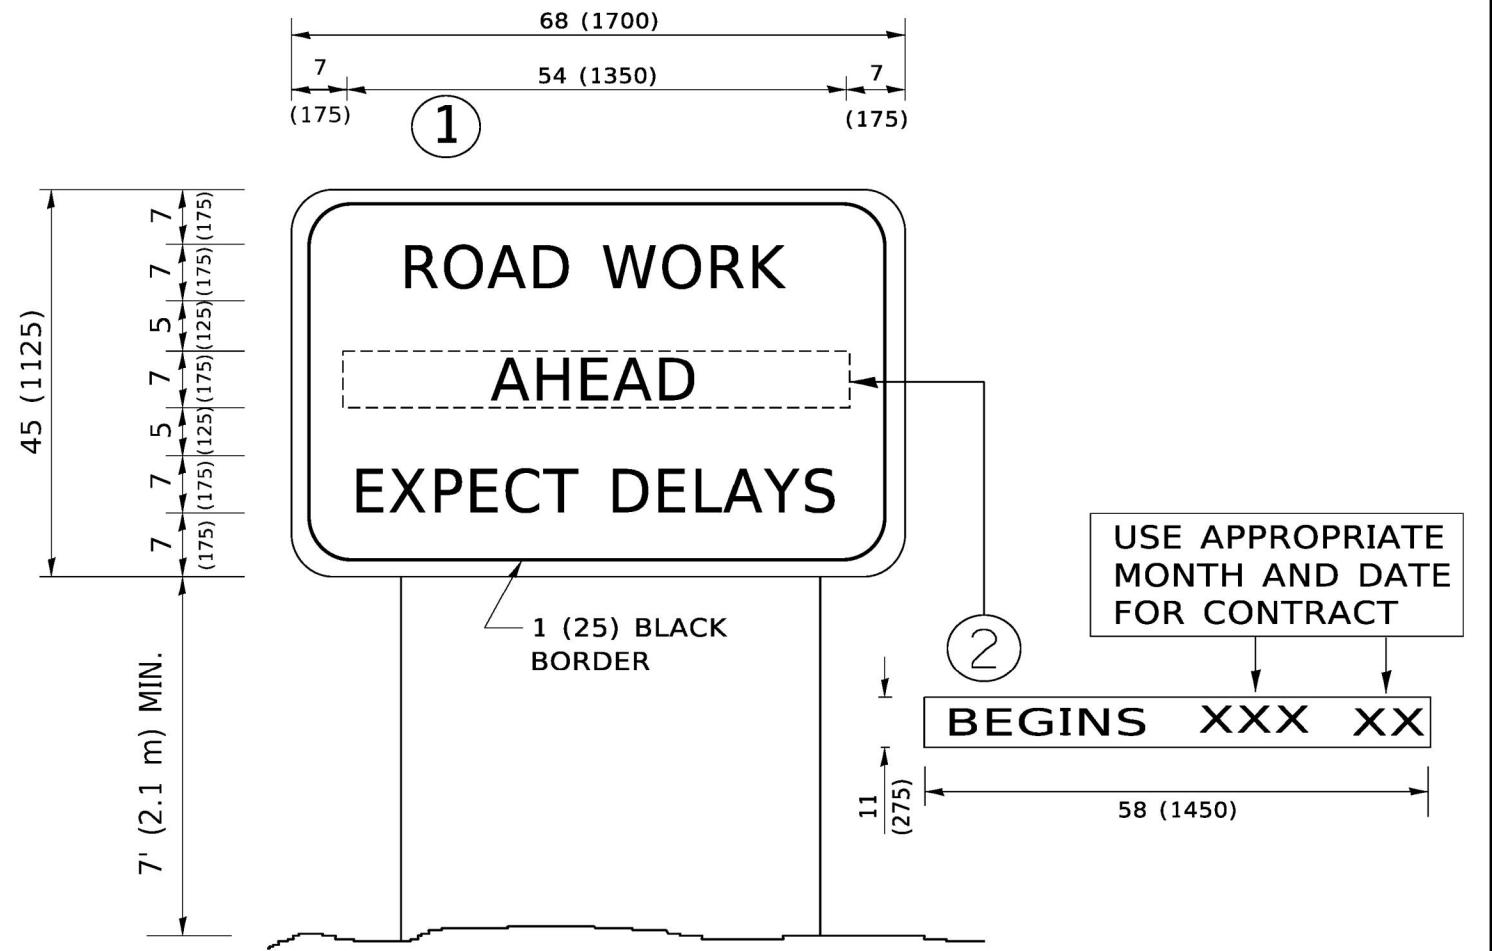 68 (1700)
7
54 (1350)
7
(175)
(175)
1
7
(175)
7
(175)
5
(125)
7
(175)
5
(125)
7
(175)
7
(175)
45 (1125)
ROAD WORK
AHEAD
EXPECT DELAYS
1 (25) BLACK
BORDER
7' (2.1 m) MIN.
2
USE APPROPRIATE
MONTH AND DATE
FOR CONTRACT
BEGINS XXX XX
11
(275)
58 (1450)